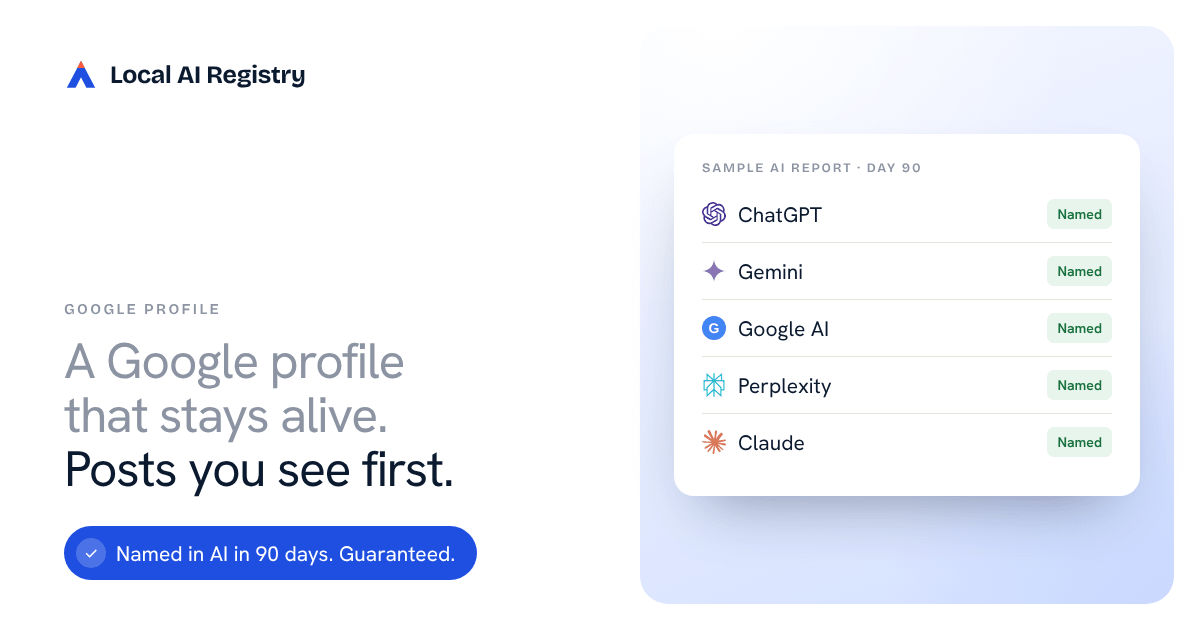 Local AI Registry
GOOGLE PROFILE
A Google profile
that stays alive.
Posts you see first.
Named in AI in 90 days. Guaranteed.
SAMPLE AI REPORT · DAY 90
ChatGPT Named
Gemini Named
G Google AI Named
Perplexity Named
Claude Named